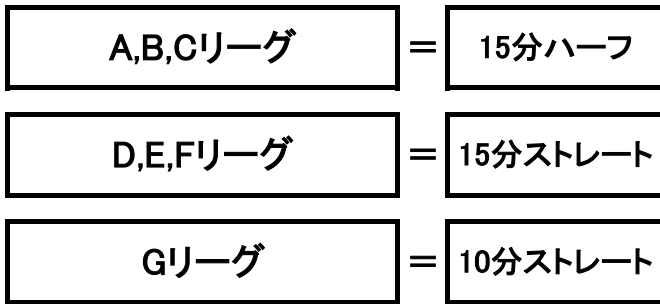 A,B,Cリーグ = 15分ハーフ
D,E,Fリーグ = 15分ストレート
Gリーグ = 10分ストレート